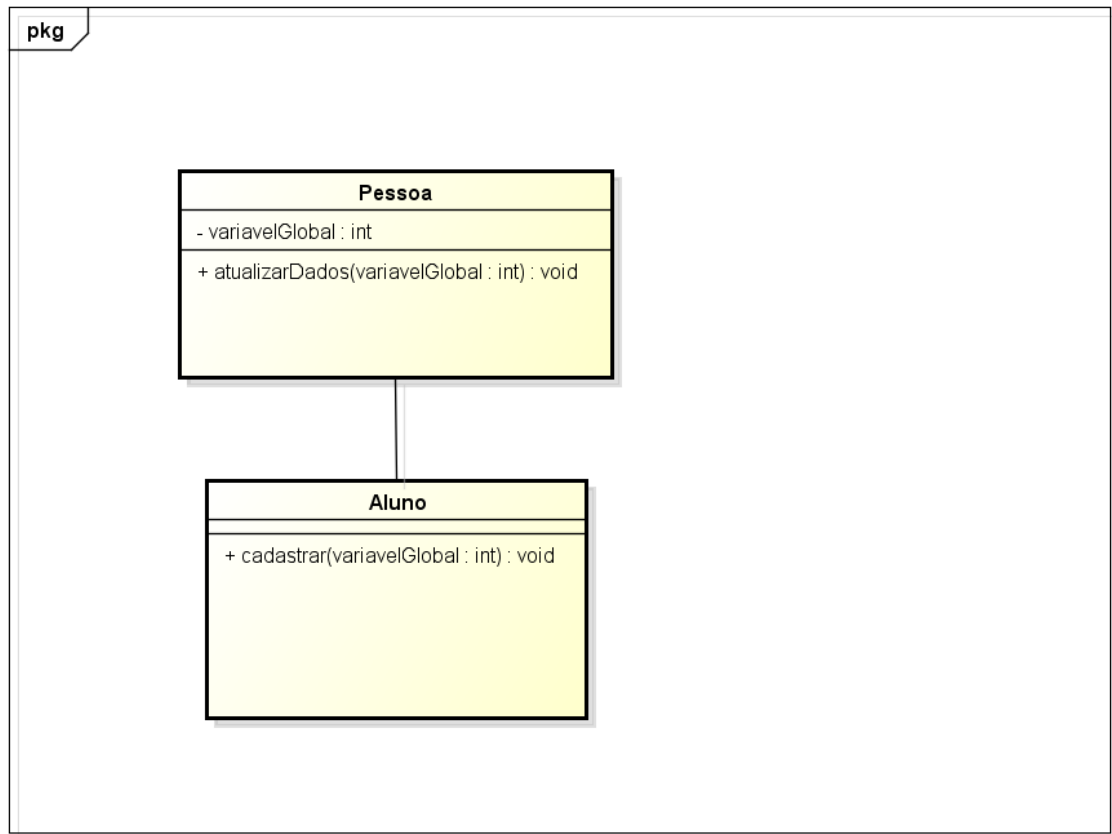 pkg
Pessoa
- variavelGlobal : int
+ atualizarDados(variavelGlobal : int) : void
Aluno
+ cadastrar(variavelGlobal : int) : void